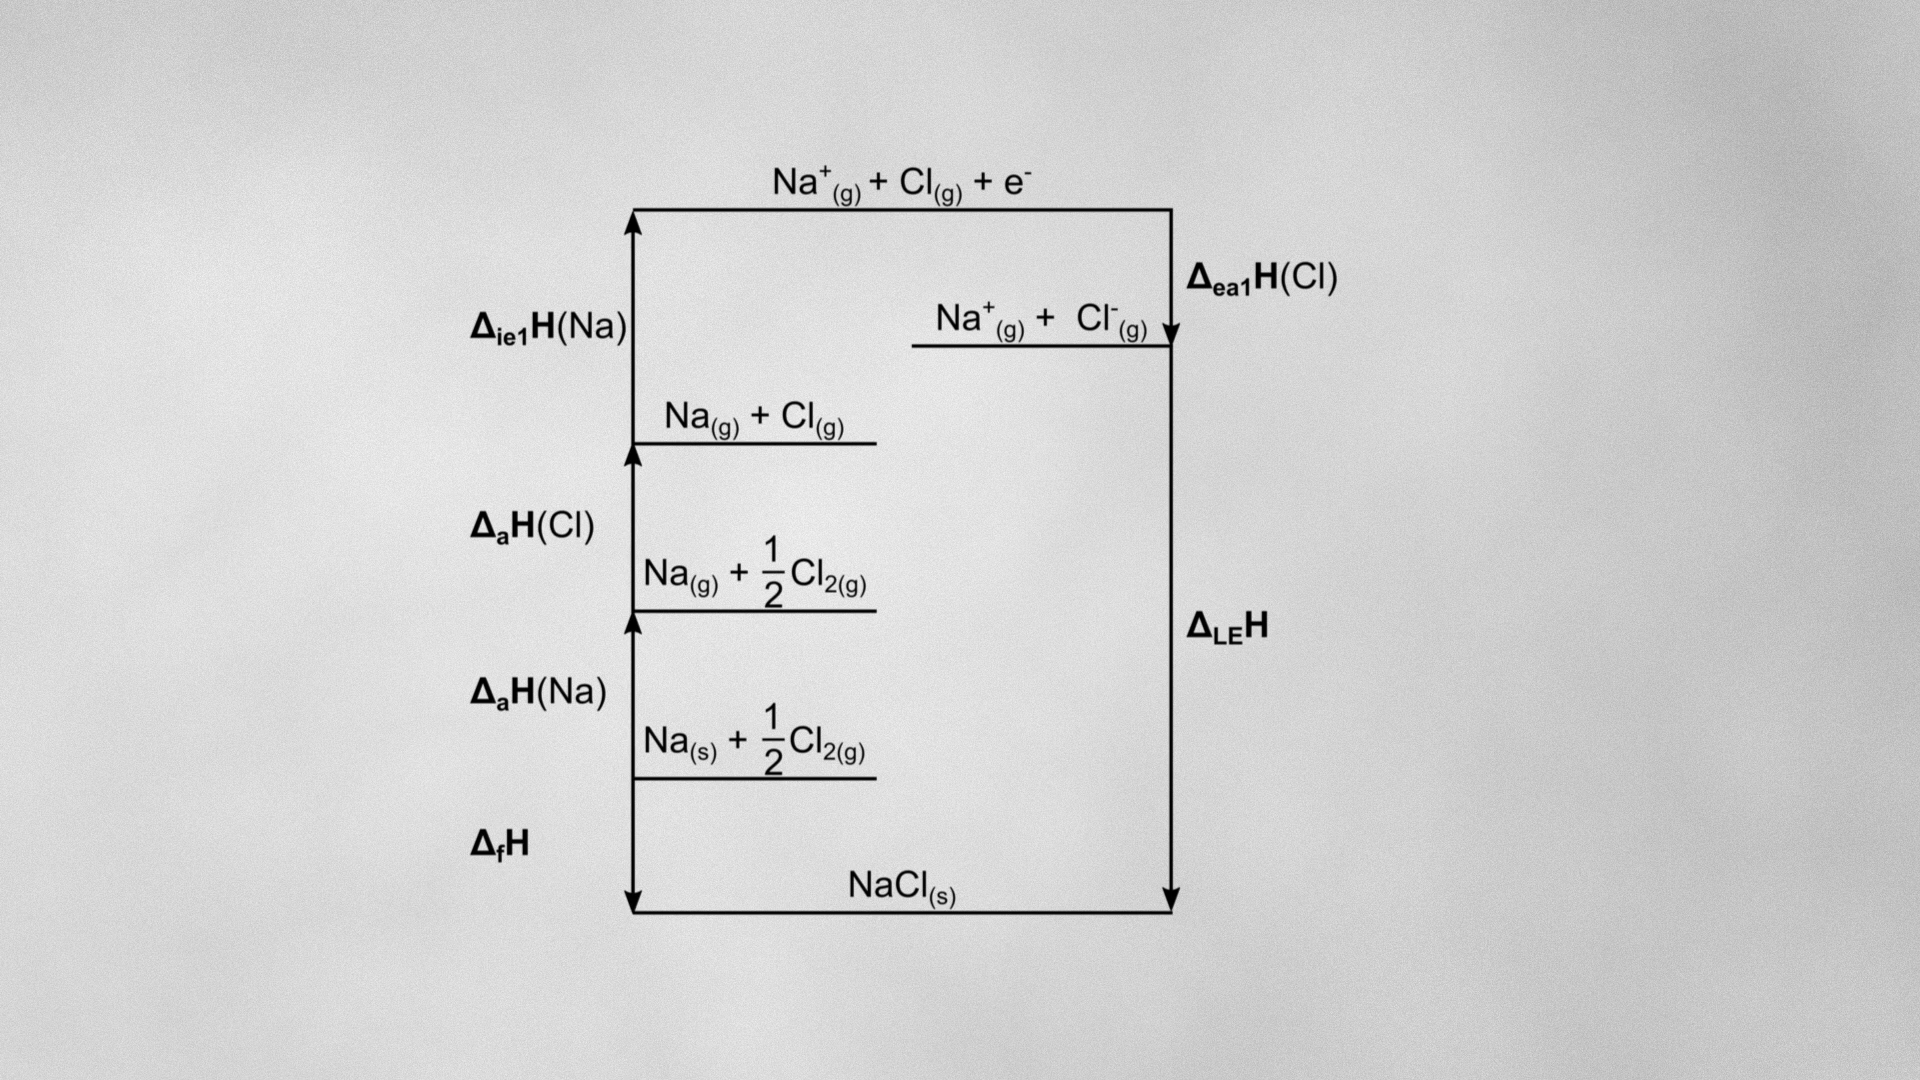 Na⁺(g) + Cl(g) + e⁻
Δea1H(Cl)
Na⁺(g) + Cl⁻(g)
Δie1H(Na)
Na(g) + Cl(g)
ΔaH(Cl)
Na(g) + 1/2 Cl2(g)
ΔLEH
ΔaH(Na)
Na(s) + 1/2 Cl2(g)
ΔfH
NaCl(s)